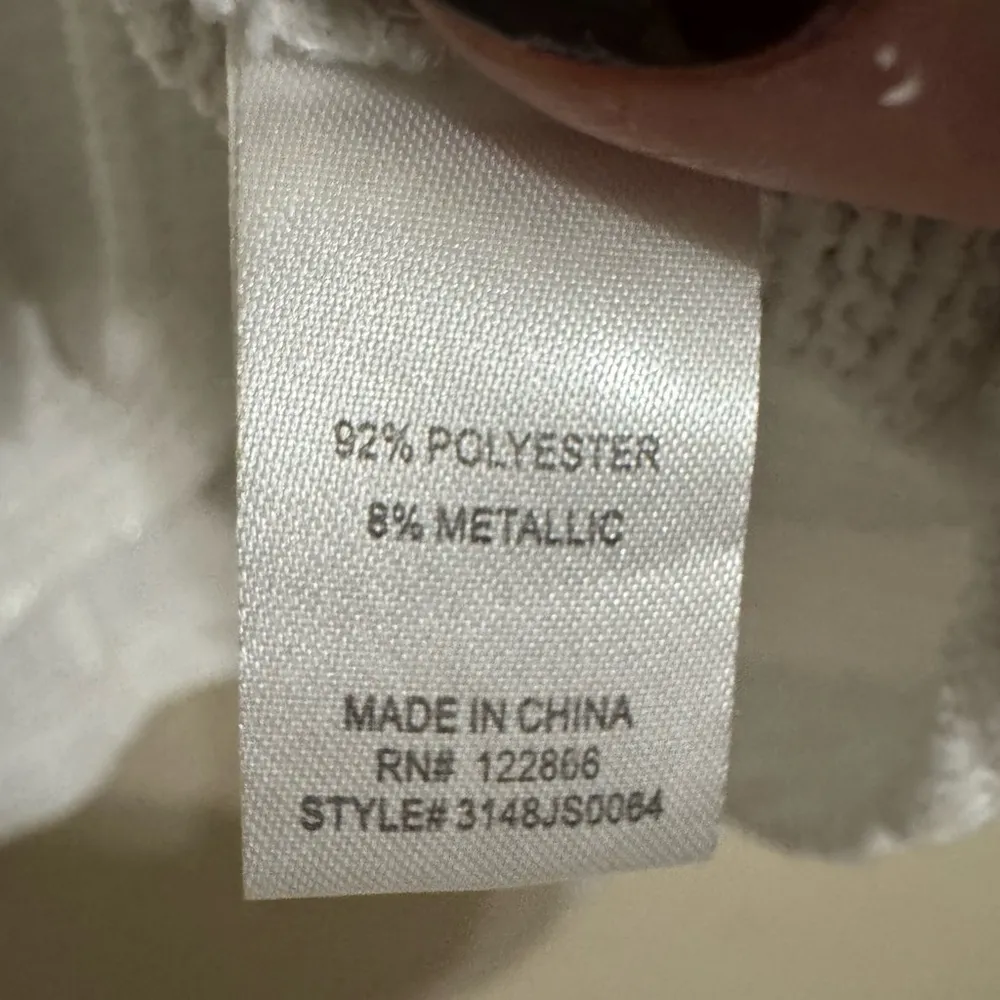 92% POLYESTER
8% METALLIC
MADE IN CHINA
RN# 122866
STYLE# 3148JS0064